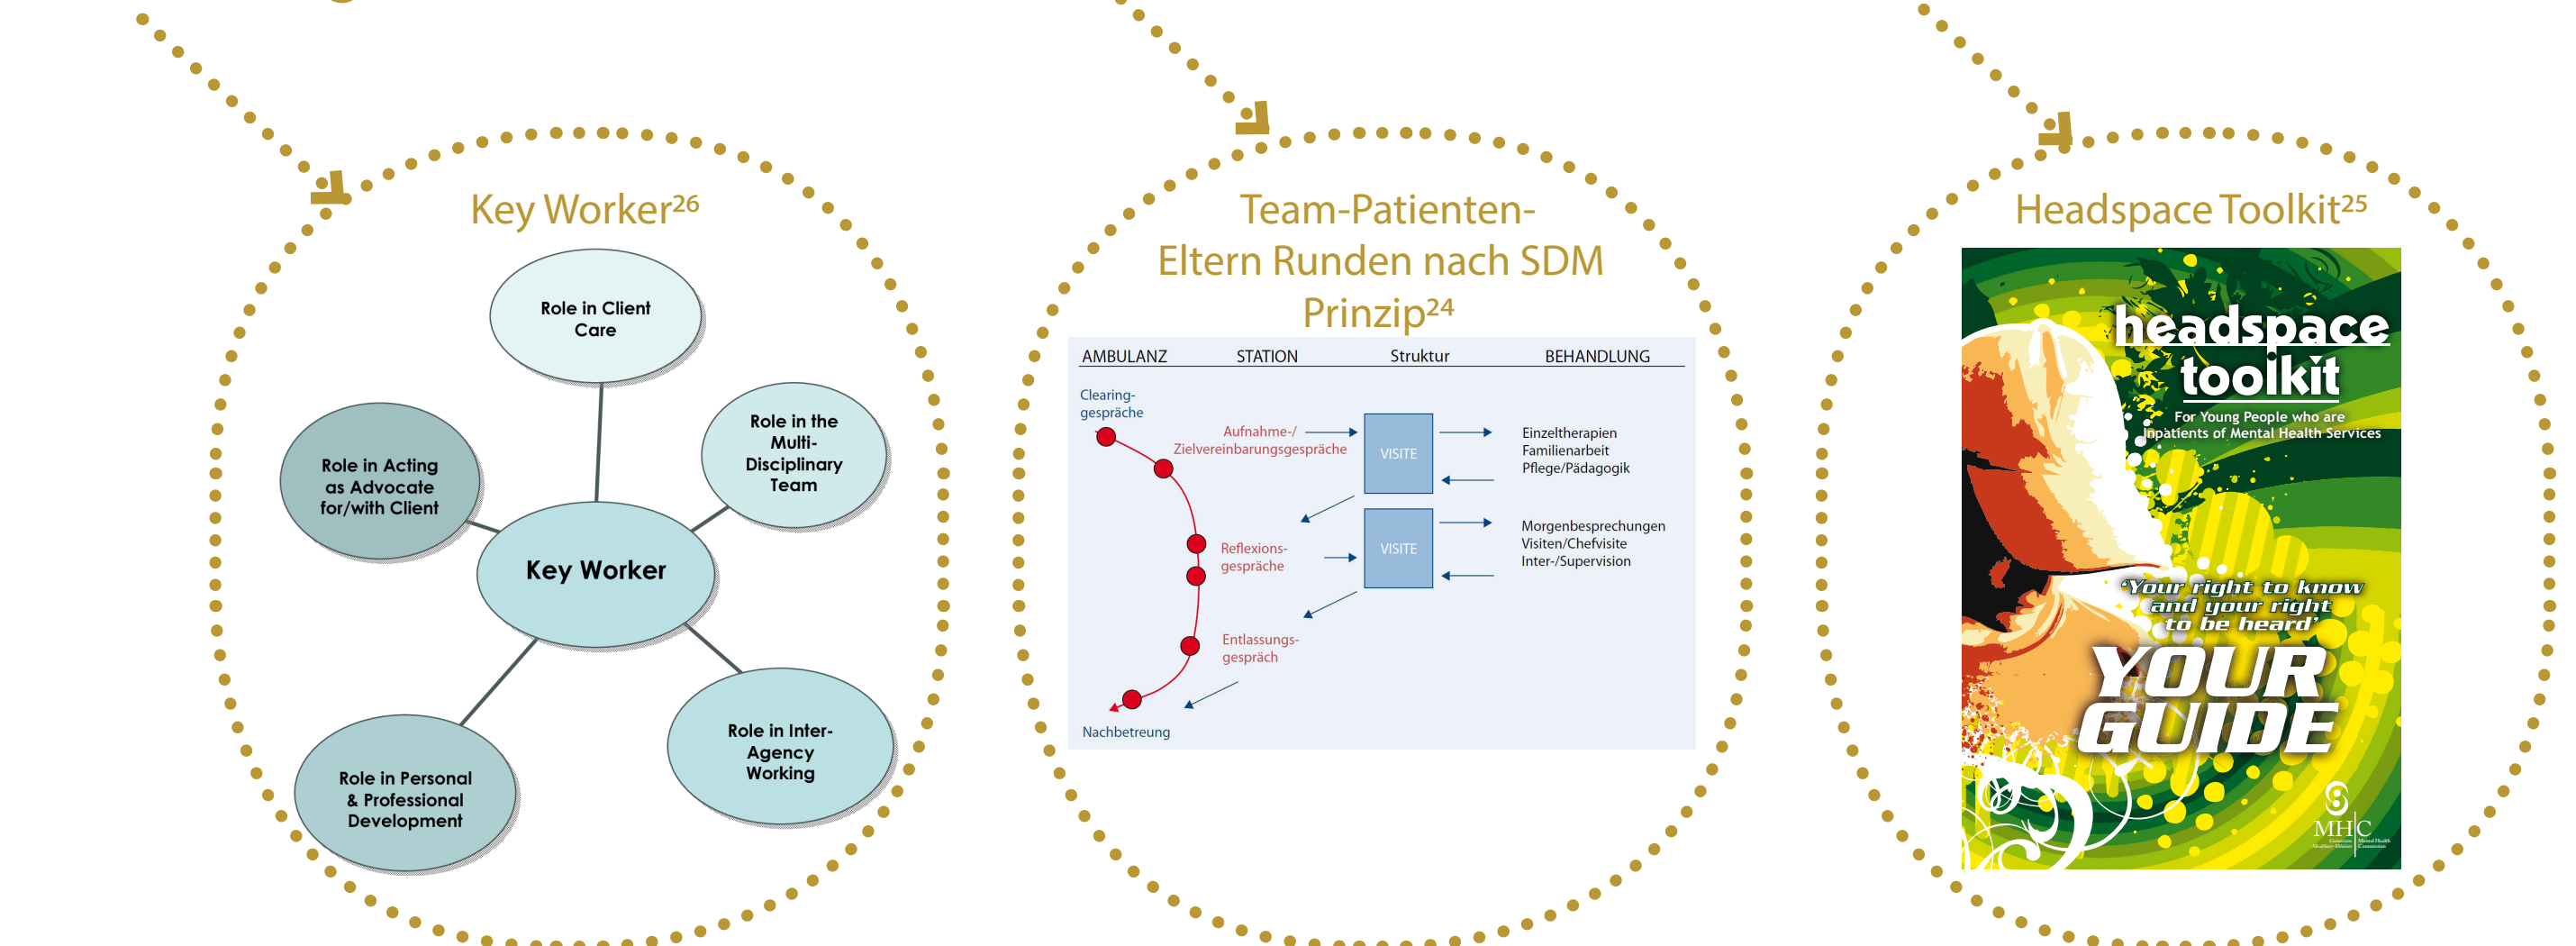 Key Worker²⁶
Role in Client
Care
Role in the
Multi-
Disciplinary
Team
Role in Acting
as Advocate
for/with Client
Key Worker
Role in Inter-
Agency
Working
Role in Personal
& Professional
Development
Team-Patienten-
Eltern Runden nach SDM
Prinzip²⁴
AMBULANZ STATION Struktur BEHANDLUNG
Clearing-
gespräche
Aufnahme-/
Zielvereinbarungsgespräche
VISITE
Einzeltherapien
Familienarbeit
Pflege/Pädagogik
Reflexions-
gespräche
VISITE
Morgenbesprechungen
Visiten/Chefvisite
Inter-/Supervision
Entlassungs-
gespräch
Nachbetreung
Headspace Toolkit²⁵
headspace
toolkit
For Young People who are
Inpatients of Mental Health Services
‘Your right to know
and your right
to be heard’
YOUR
GUIDE
MHC
Mental Health
Commission